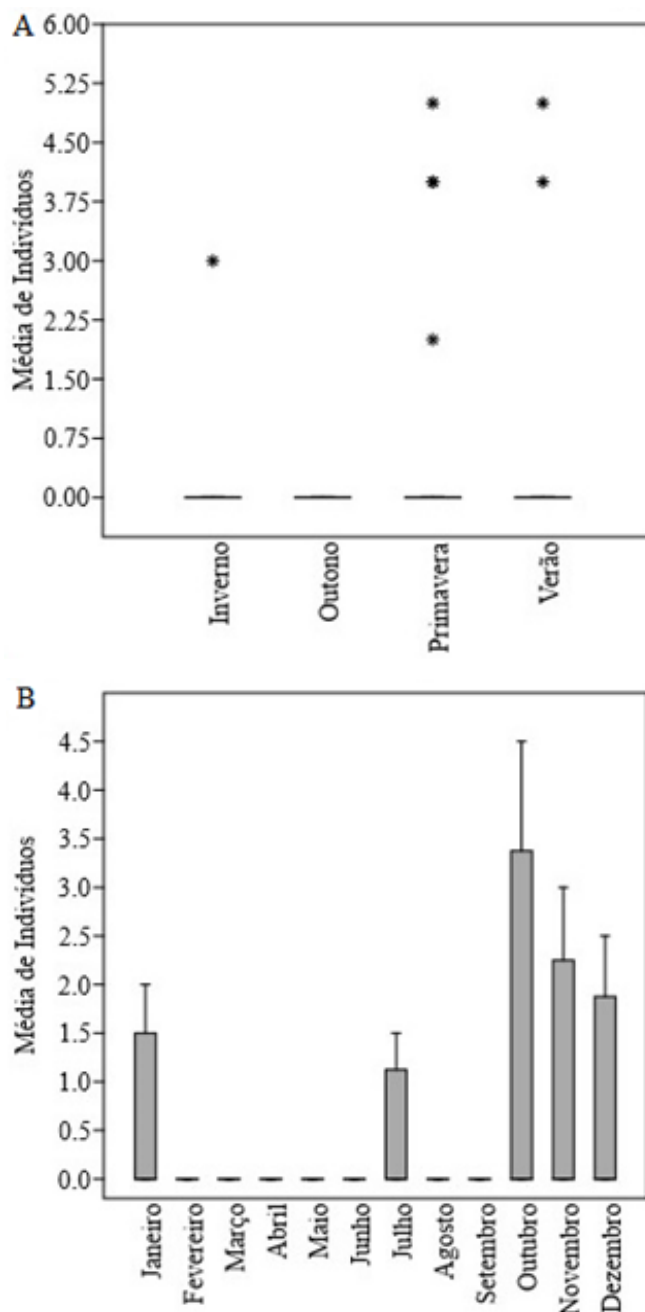 A
Média de Indivíduos
6.00
5.25
4.50
3.75
3.00
2.25
1.50
0.75
0.00
Inverno
Outono
Primavera
Verão
B
Média de Indivíduos
4.5
4.0
3.5
3.0
2.5
2.0
1.5
1.0
0.5
0.0
Janeiro
Fevereiro
Março
Abril
Maio
Junho
Julho
Agosto
Setembro
Outubro
Novembro
Dezembro